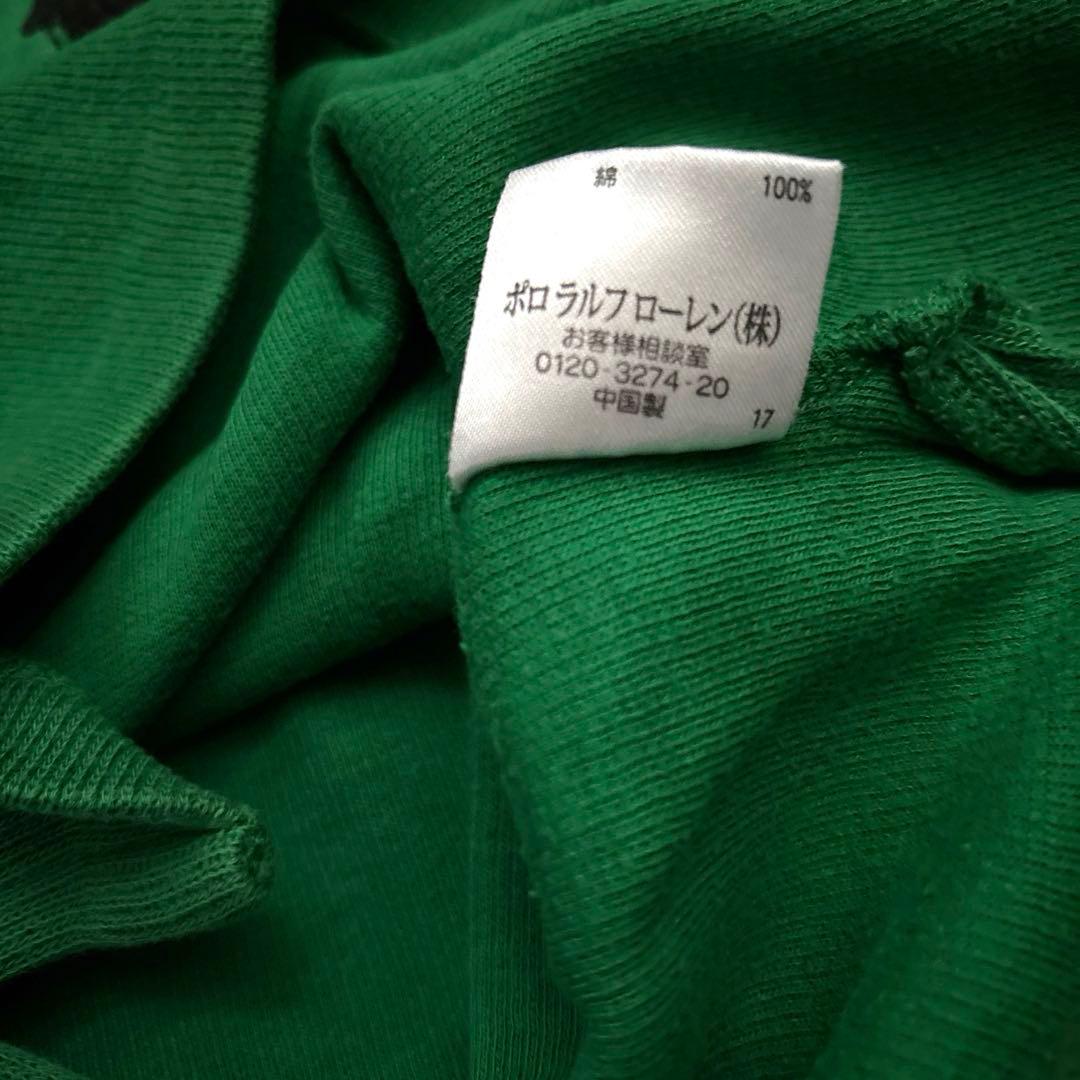 綿 100%
ポロ ラルフ ローレン(株)
お客様相談室
0120-3274-20
中国製 17